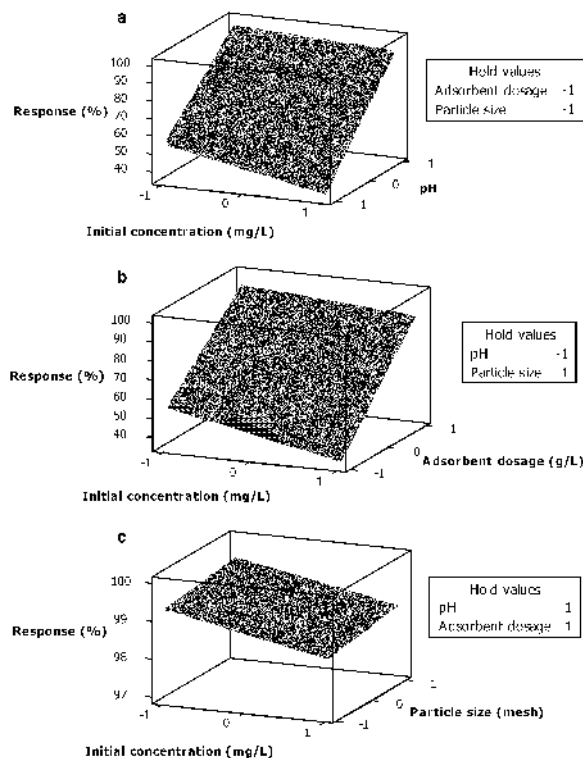 a
100
90
80
70
60
50
40
Response (%)
-1
0
1
Initial concentration (mg/L)
1
0
1
pH
Hold values
Adsorbent dosage -1
Particle size -1
b
100
90
80
70
60
50
40
Response (%)
-1
0
1
Initial concentration (mg/L)
-1
0
1
Adsorbent dosage (g/L)
Hold values
pH -1
Particle size 1
c
100
99
98
97
Response (%)
-1
0
1
Initial concentration (mg/L)
-1
0
1
Particle size (mesh)
Hold values
pH 1
Adsorbent dosage 1